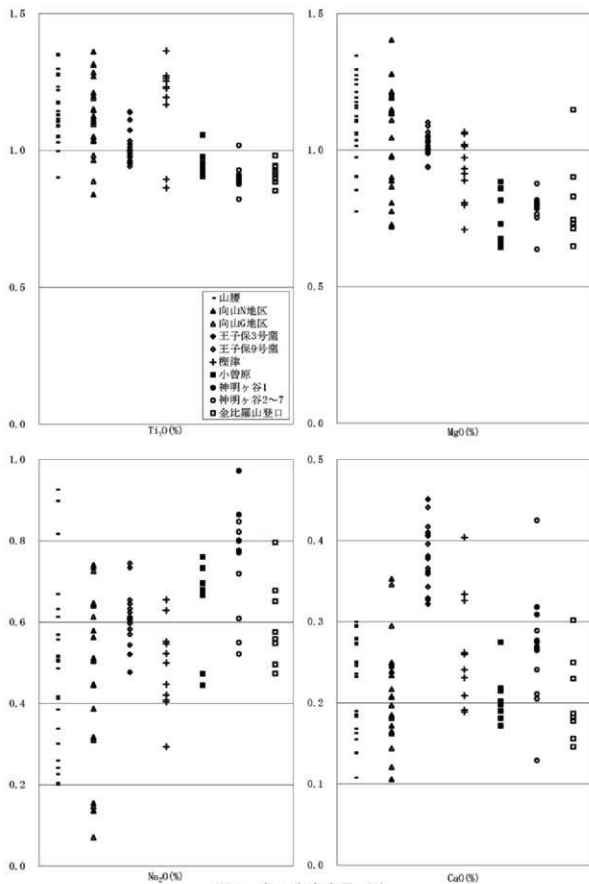 1.5
1.0
0.5
0.0
Ti₂O(%)
- 山腰
▲ 向山N地区
△ 向山G地区
◆ 王子保3号窯
◇ 王子保9号窯
+ 樫津
■ 小曽原
● 神明ヶ谷1
○ 神明ヶ谷2〜7
□ 金比羅山登口
1.5
1.0
0.5
0.0
MgO(%)
1.0
0.8
0.6
0.4
0.2
0.0
Na₂O(%)
0.5
0.4
0.3
0.2
0.1
0.0
CaO(%)